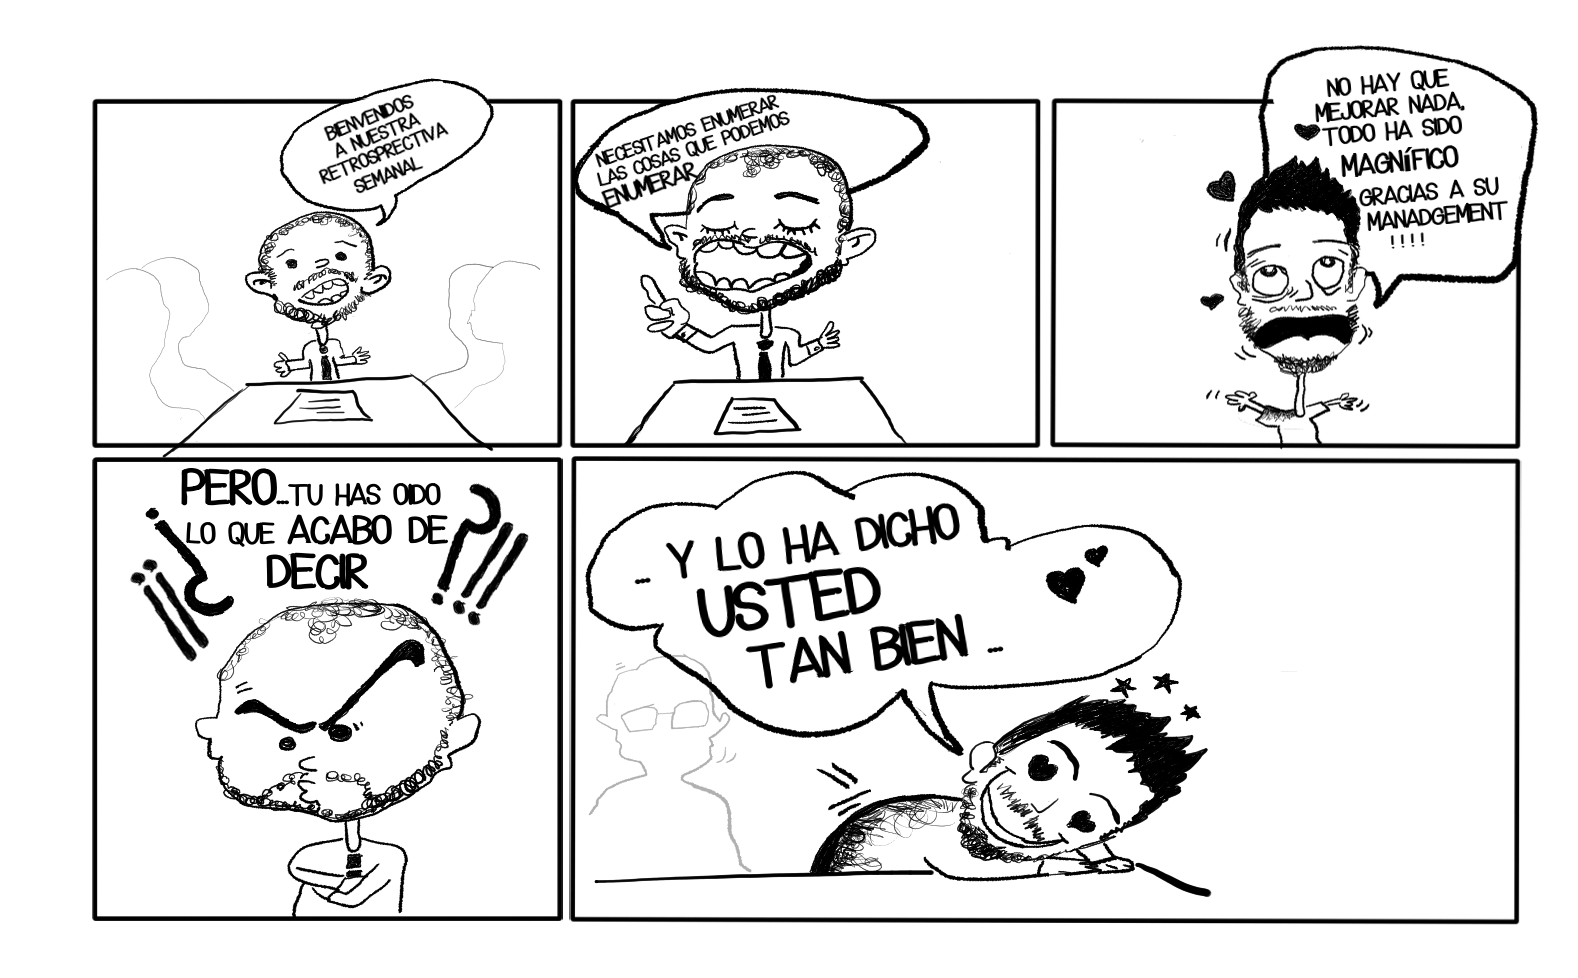 BIENVENIDOS
A NUESTRA
RETROSPRECTIVA
SEMANAL
NECESITAMOS ENUMERAR
LAS COSAS QUE PODEMOS
ENUMERAR
NO HAY QUE
MEJORAR NADA.
TODO HA SIDO
MAGNÍFICO
GRACIAS A SU
MANADGEMENT
!!!!
PERO...TU HAS OIDO
LO QUE ACABO DE
DECIR
¡¡¿ ?!!!
.. Y LO HA DICHO
USTED
TAN BIEN ..